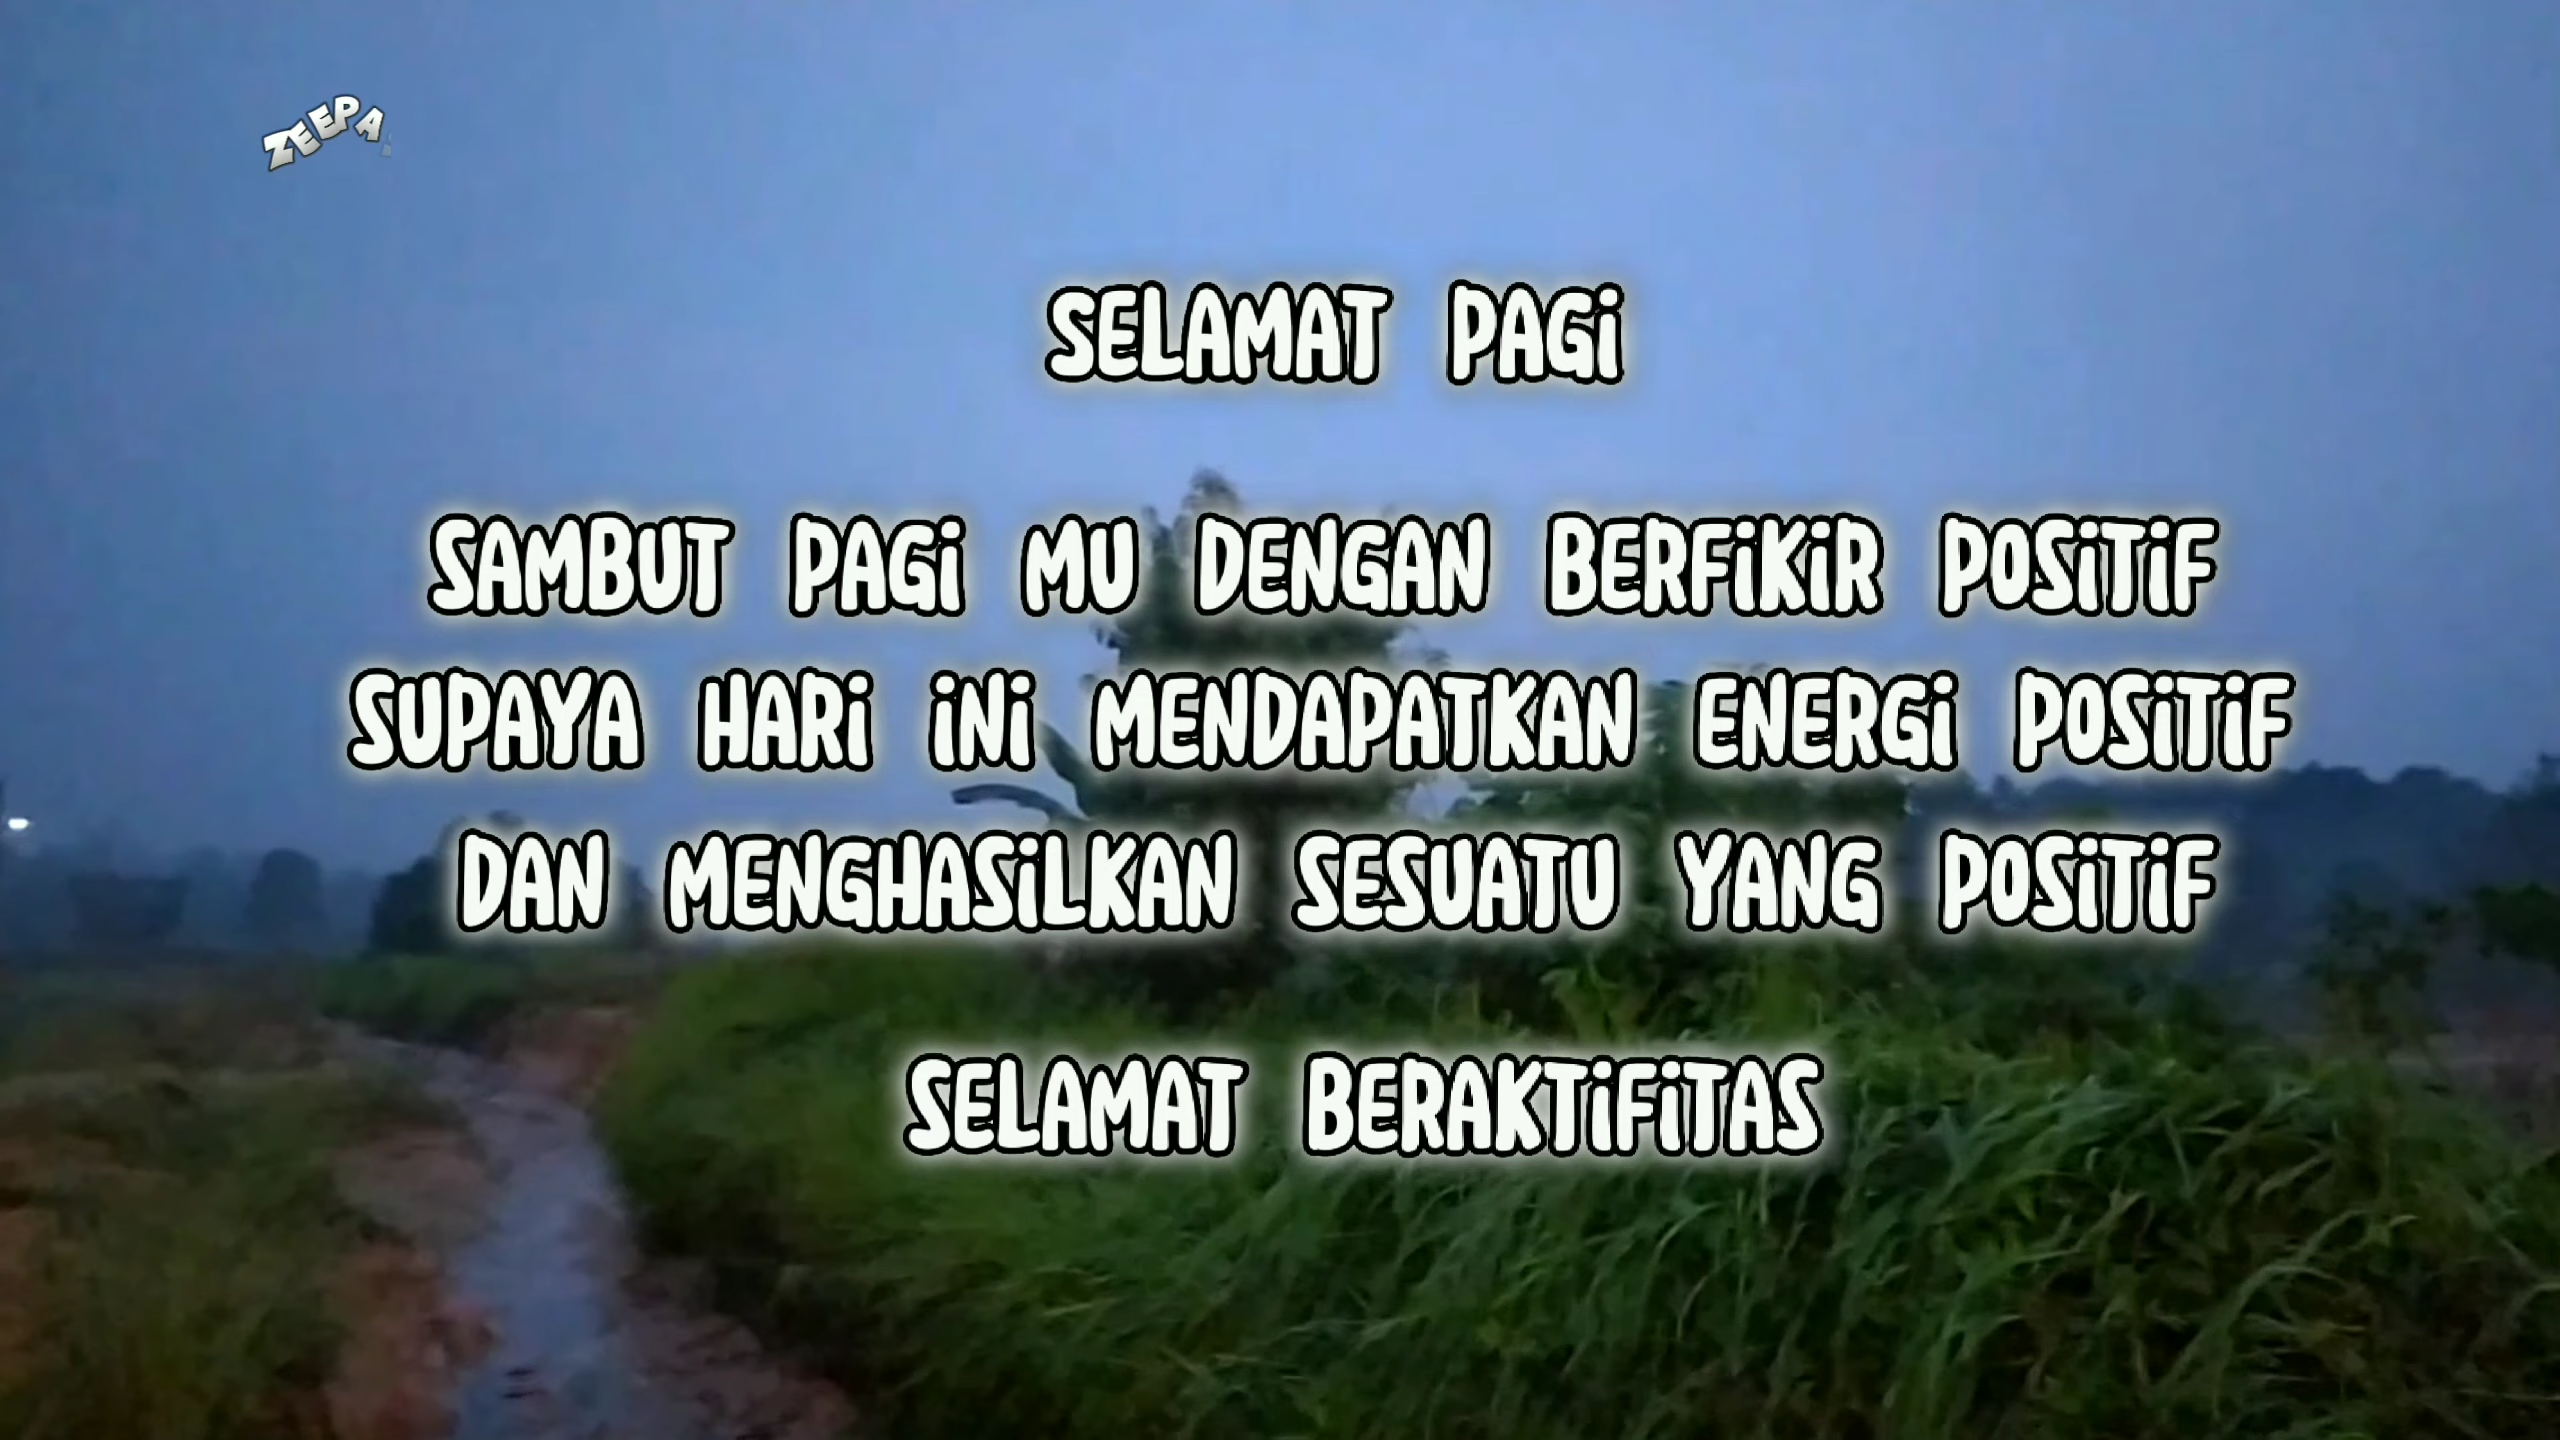 ZEEPA
SELAMAT PAGi
SAMBUT PAGi MU DENGAN BERFiKiR POSiTiF
SUPAYA HARi iNi MENDAPATKAN ENERGi POSiTiF
DAN MENGHASiLKAN SESUATU YANG POSiTiF
SELAMAT BERAKTiFiTAS